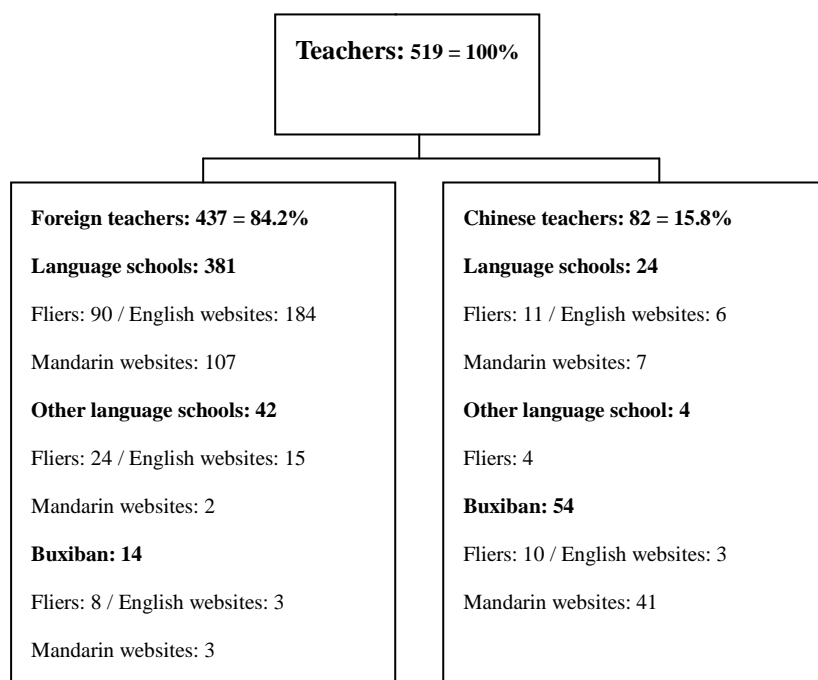 Teachers: 519 = 100%
Foreign teachers: 437 = 84.2%
Language schools: 381
Fliers: 90 / English websites: 184
Mandarin websites: 107
Other language schools: 42
Fliers: 24 / English websites: 15
Mandarin websites: 2
Buxiban: 14
Fliers: 8 / English websites: 3
Mandarin websites: 3
Chinese teachers: 82 = 15.8%
Language schools: 24
Fliers: 11 / English websites: 6
Mandarin websites: 7
Other language school: 4
Fliers: 4
Buxiban: 54
Fliers: 10 / English websites: 3
Mandarin websites: 41